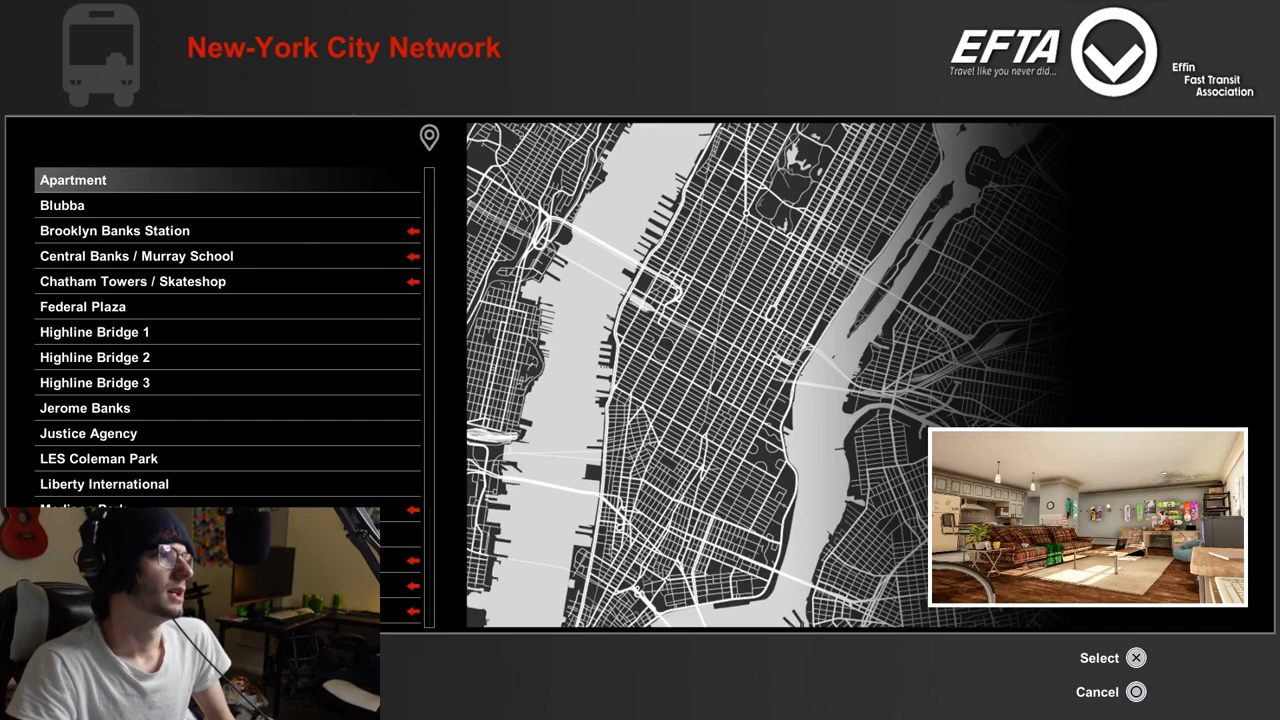 New-York City Network
EFTA
Travel like you never did...
Effin
Fast Transit
Association
Apartment
Blubba
Brooklyn Banks Station
Central Banks / Murray School
Chatham Towers / Skateshop
Federal Plaza
Highline Bridge 1
Highline Bridge 2
Highline Bridge 3
Jerome Banks
Justice Agency
LES Coleman Park
Liberty International
Select
Cancel